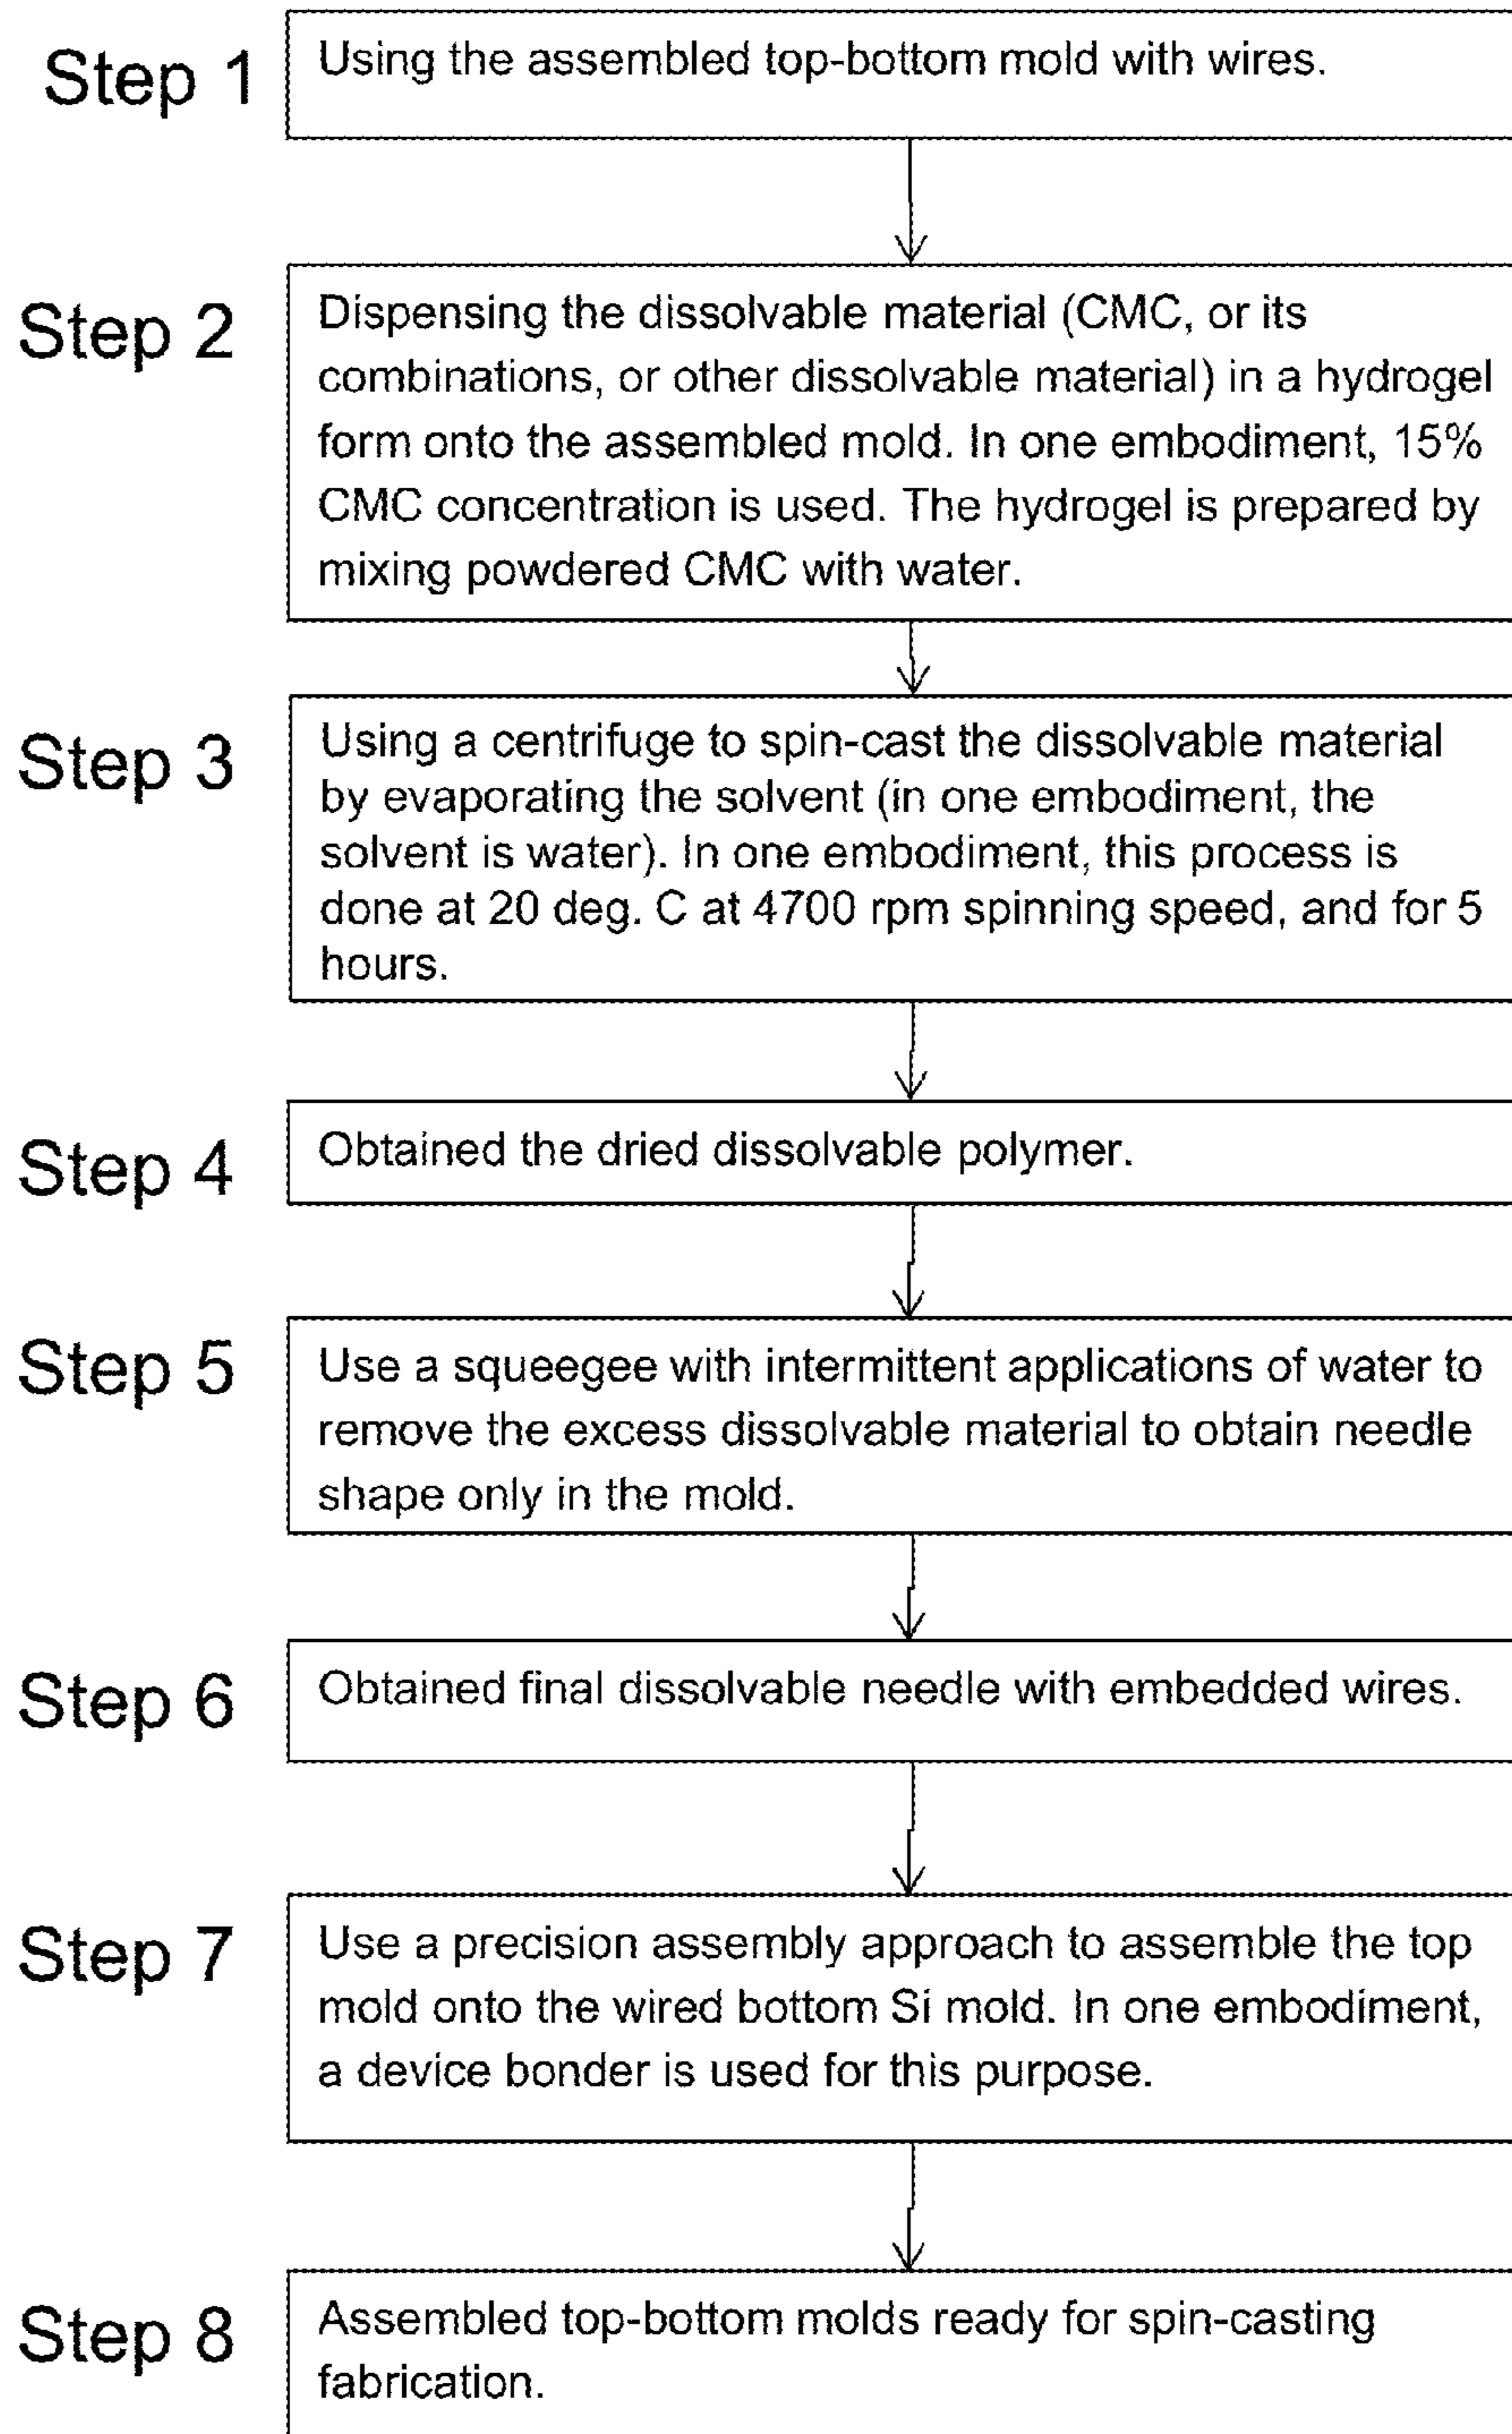 Step 1
Using the assembled top-bottom mold with wires.
Step 2
Dispensing the dissolvable material (CMC, or its
combinations, or other dissolvable material) in a hydrogel
form onto the assembled mold. In one embodiment, 15%
CMC concentration is used. The hydrogel is prepared by
mixing powdered CMC with water.
Step 3
Using a centrifuge to spin-cast the dissolvable material
by evaporating the solvent (in one embodiment, the
solvent is water). In one embodiment, this process is
done at 20 deg. C at 4700 rpm spinning speed, and for 5
hours.
Step 4
Obtained the dried dissolvable polymer.
Step 5
Use a squeegee with intermittent applications of water to
remove the excess dissolvable material to obtain needle
shape only in the mold.
Step 6
Obtained final dissolvable needle with embedded wires.
Step 7
Use a precision assembly approach to assemble the top
mold onto the wired bottom Si mold. In one embodiment,
a device bonder is used for this purpose.
Step 8
Assembled top-bottom molds ready for spin-casting
fabrication.